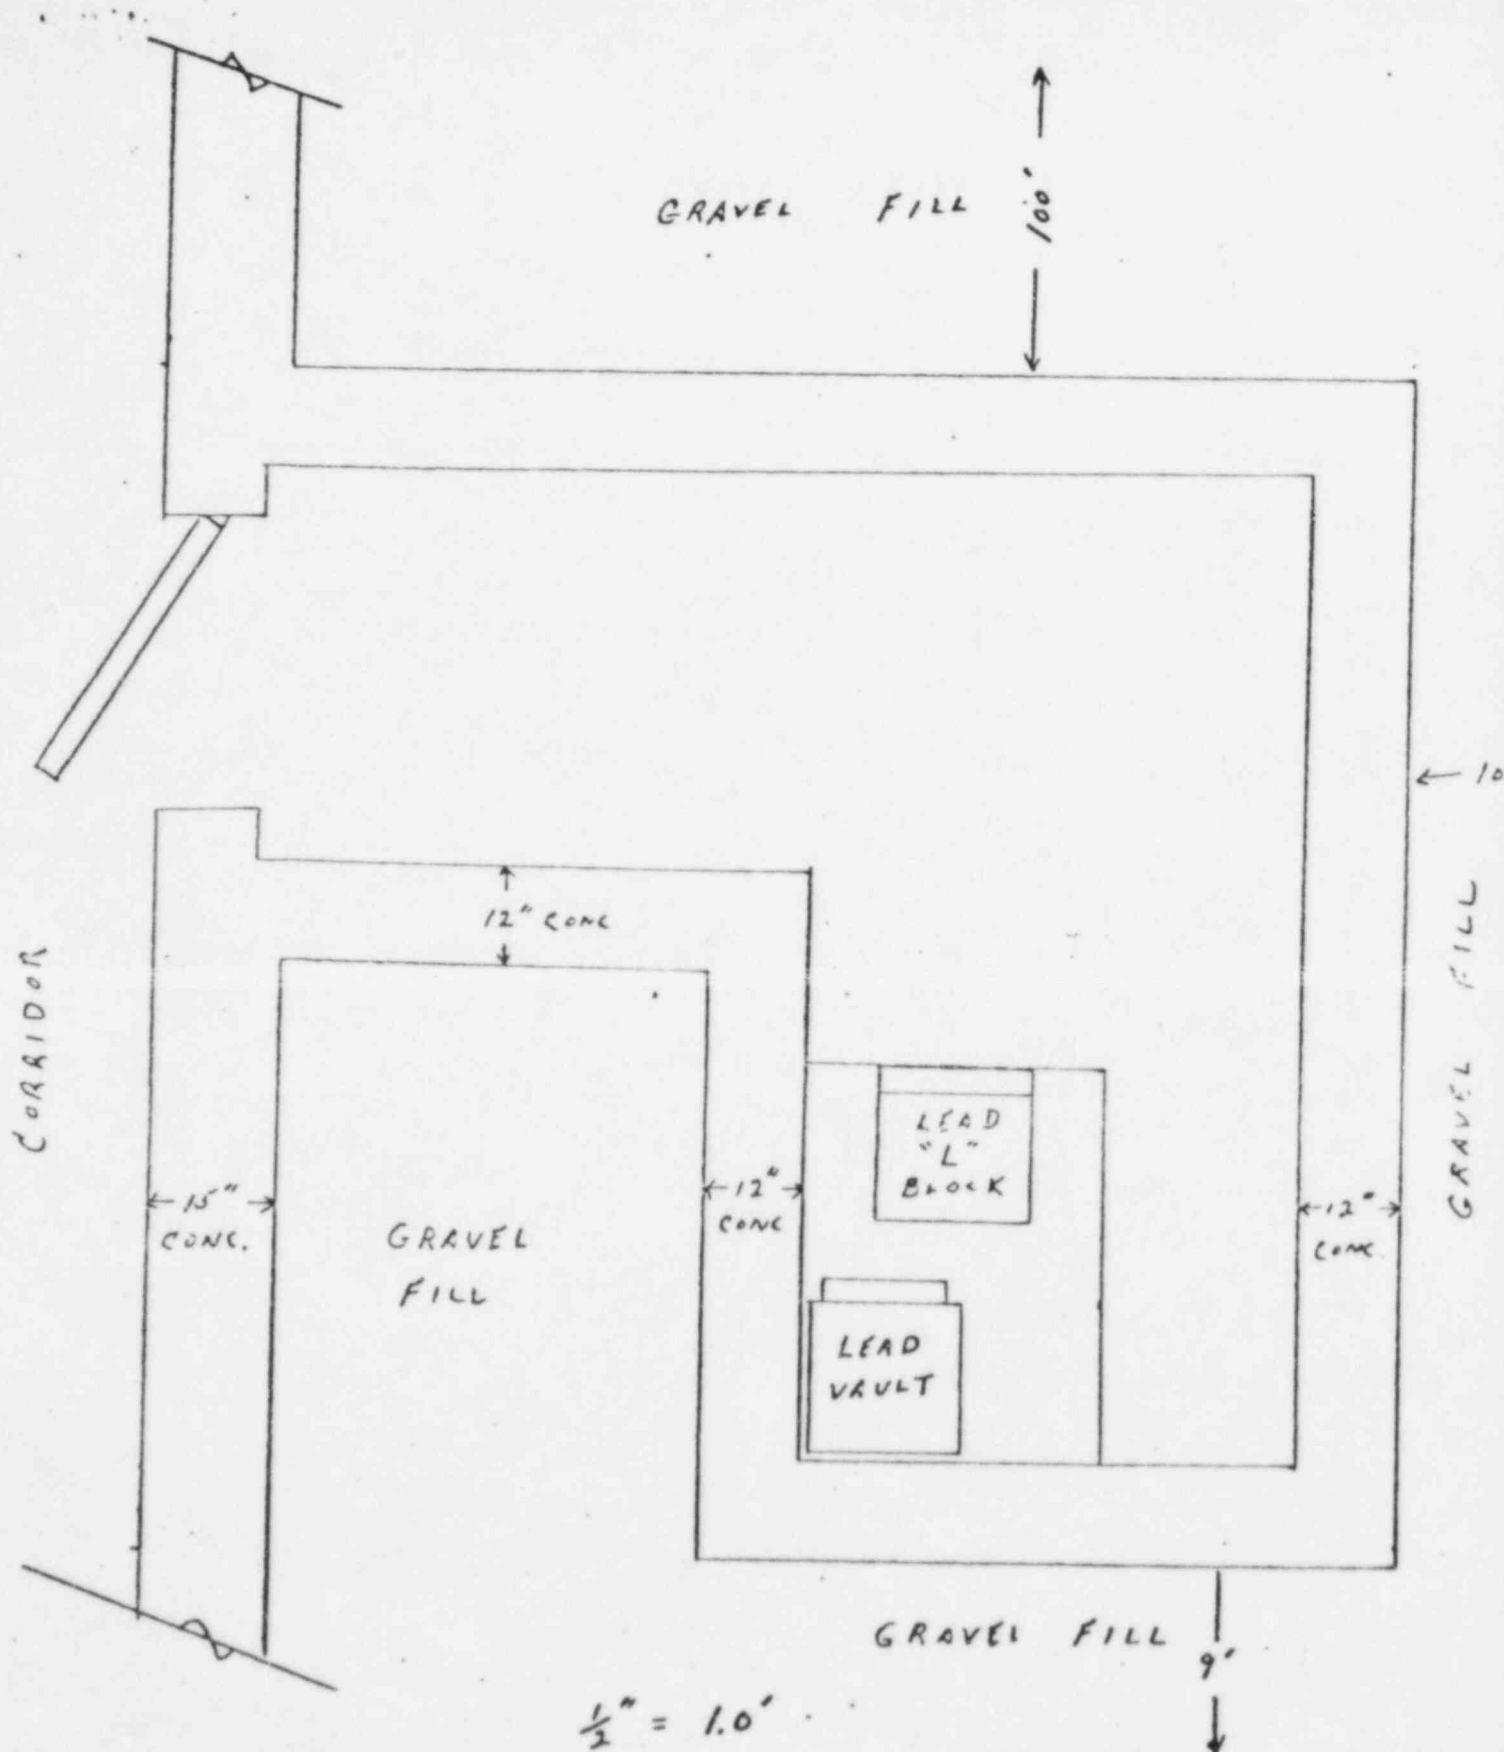 GRAVEL FILL
100'
← 10
12" CONC
CORRIDOR
LEAD
"L"
BLOCK
GRAVEL FILL
15"
CONC.
12"
CONC
12"
CONC.
GRAVEL
FILL
LEAD
VAULT
GRAVEL FILL
9'
1/2" = 1.0'